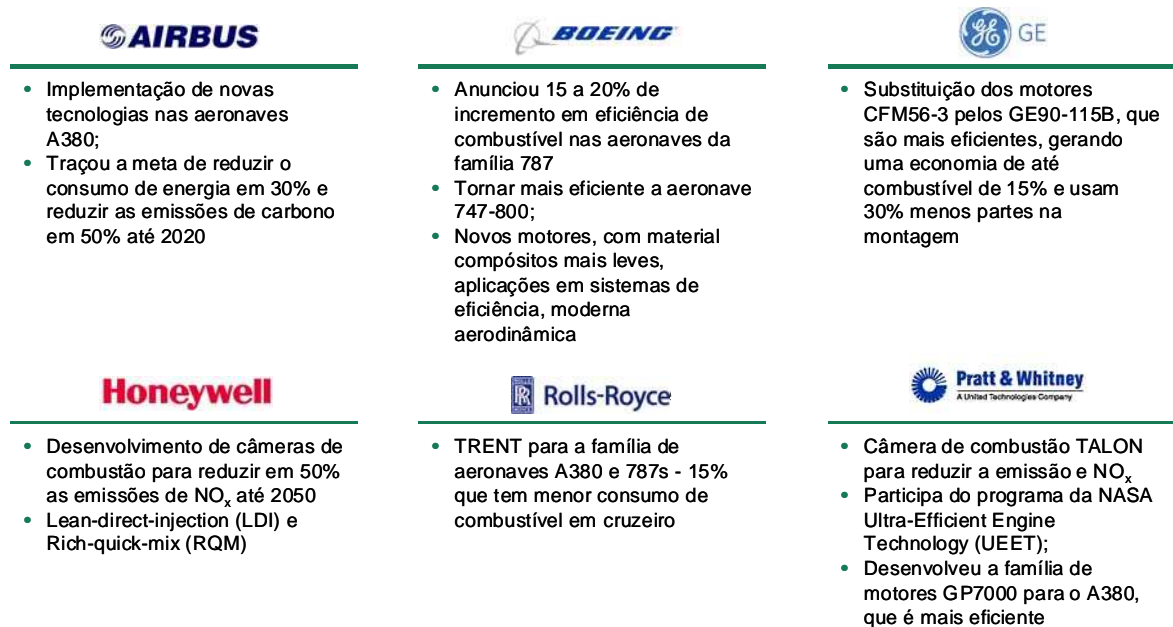 AIRBUS
• Implementação de novas
tecnologias nas aeronaves
A380;
• Traçou a meta de reduzir o
consumo de energia em 30% e
reduzir as emissões de carbono
em 50% até 2020
BOEING
• Anunciou 15 a 20% de
incremento em eficiência de
combustível nas aeronaves da
família 787
• Tornar mais eficiente a aeronave
747-800;
• Novos motores, com material
compósitos mais leves,
aplicações em sistemas de
eficiência, moderna
aerodinâmica
GE GE
• Substituição dos motores
CFM56-3 pelos GE90-115B, que
são mais eficientes, gerando
uma economia de até
combustível de 15% e usam
30% menos partes na
montagem
Honeywell
• Desenvolvimento de câmeras de
combustão para reduzir em 50%
as emissões de NOx até 2050
• Lean-direct-injection (LDI) e
Rich-quick-mix (RQM)
RR Rolls-Royce
• TRENT para a família de
aeronaves A380 e 787s - 15%
que tem menor consumo de
combustível em cruzeiro
Pratt & Whitney
A United Technologies Company
• Câmera de combustão TALON
para reduzir a emissão e NOx
• Participa do programa da NASA
Ultra-Efficient Engine
Technology (UEET);
• Desenvolveu a família de
motores GP7000 para o A380,
que é mais eficiente